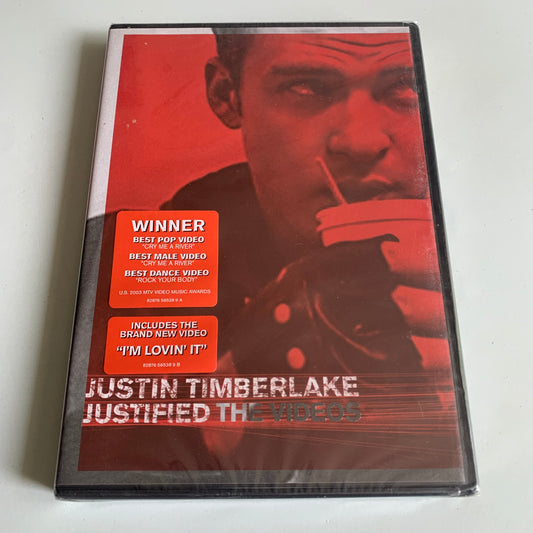 WINNER
BEST POP VIDEO
"CRY ME A RIVER"
BEST MALE VIDEO
"CRY ME A RIVER"
BEST DANCE VIDEO
"ROCK YOUR BODY"
U.S. 2003 MTV VIDEO MUSIC AWARDS
INCLUDES THE
BRAND NEW VIDEO
"I'M LOVIN' IT"
JUSTIN TIMBERLAKE
JUSTIFIED THE VIDEOS